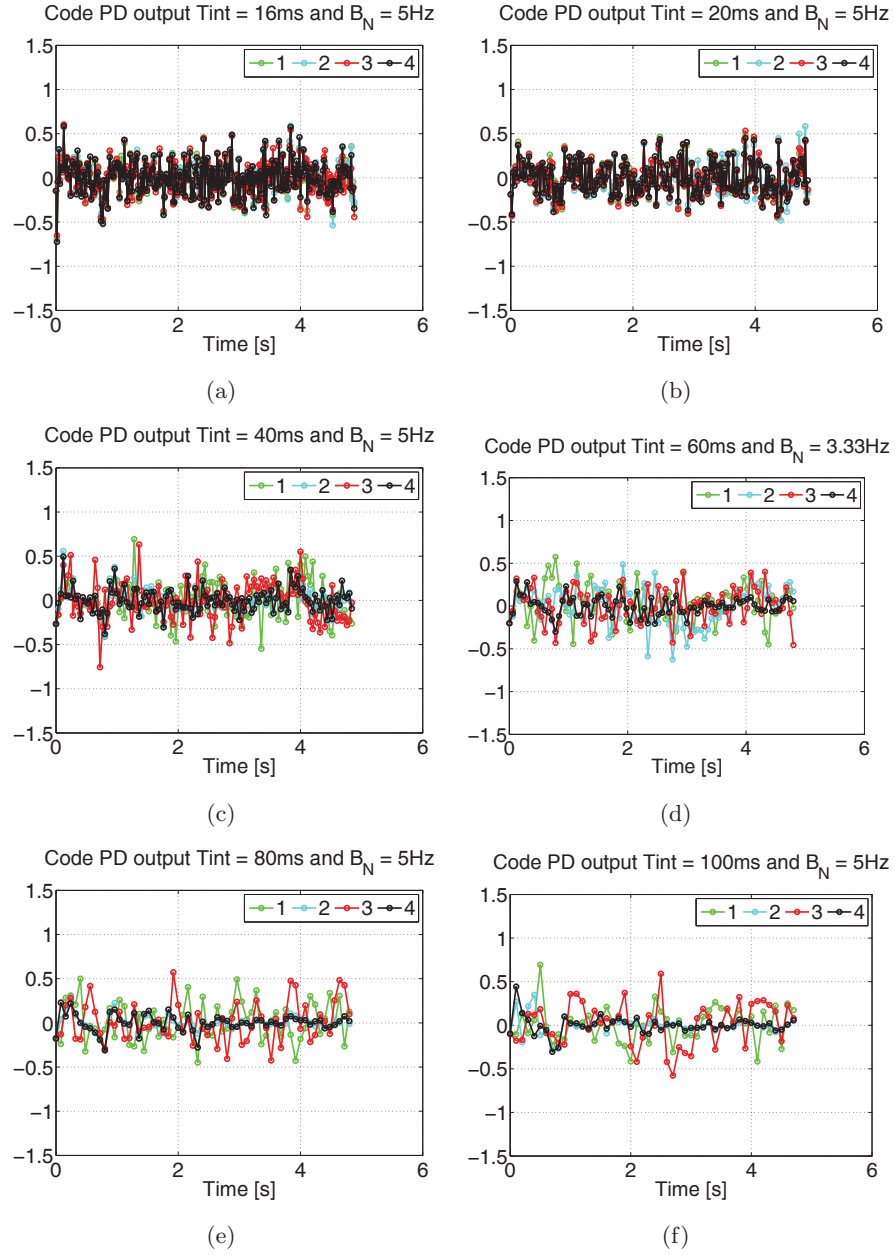 Code PD output Tint = 16ms and B_N = 5Hz
1 2 3 4
1.5
1
0.5
0
−0.5
−1
−1.5
0 2 4 6
Time [s]
(a)
Code PD output Tint = 20ms and B_N = 5Hz
1 2 3 4
1.5
1
0.5
0
−0.5
−1
−1.5
0 2 4 6
Time [s]
(b)
Code PD output Tint = 40ms and B_N = 5Hz
1 2 3 4
1.5
1
0.5
0
−0.5
−1
−1.5
0 2 4 6
Time [s]
(c)
Code PD output Tint = 60ms and B_N = 3.33Hz
1 2 3 4
1.5
1
0.5
0
−0.5
−1
−1.5
0 2 4 6
Time [s]
(d)
Code PD output Tint = 80ms and B_N = 5Hz
1 2 3 4
1.5
1
0.5
0
−0.5
−1
−1.5
0 2 4 6
Time [s]
(e)
Code PD output Tint = 100ms and B_N = 5Hz
1 2 3 4
1.5
1
0.5
0
−0.5
−1
−1.5
0 2 4 6
Time [s]
(f)